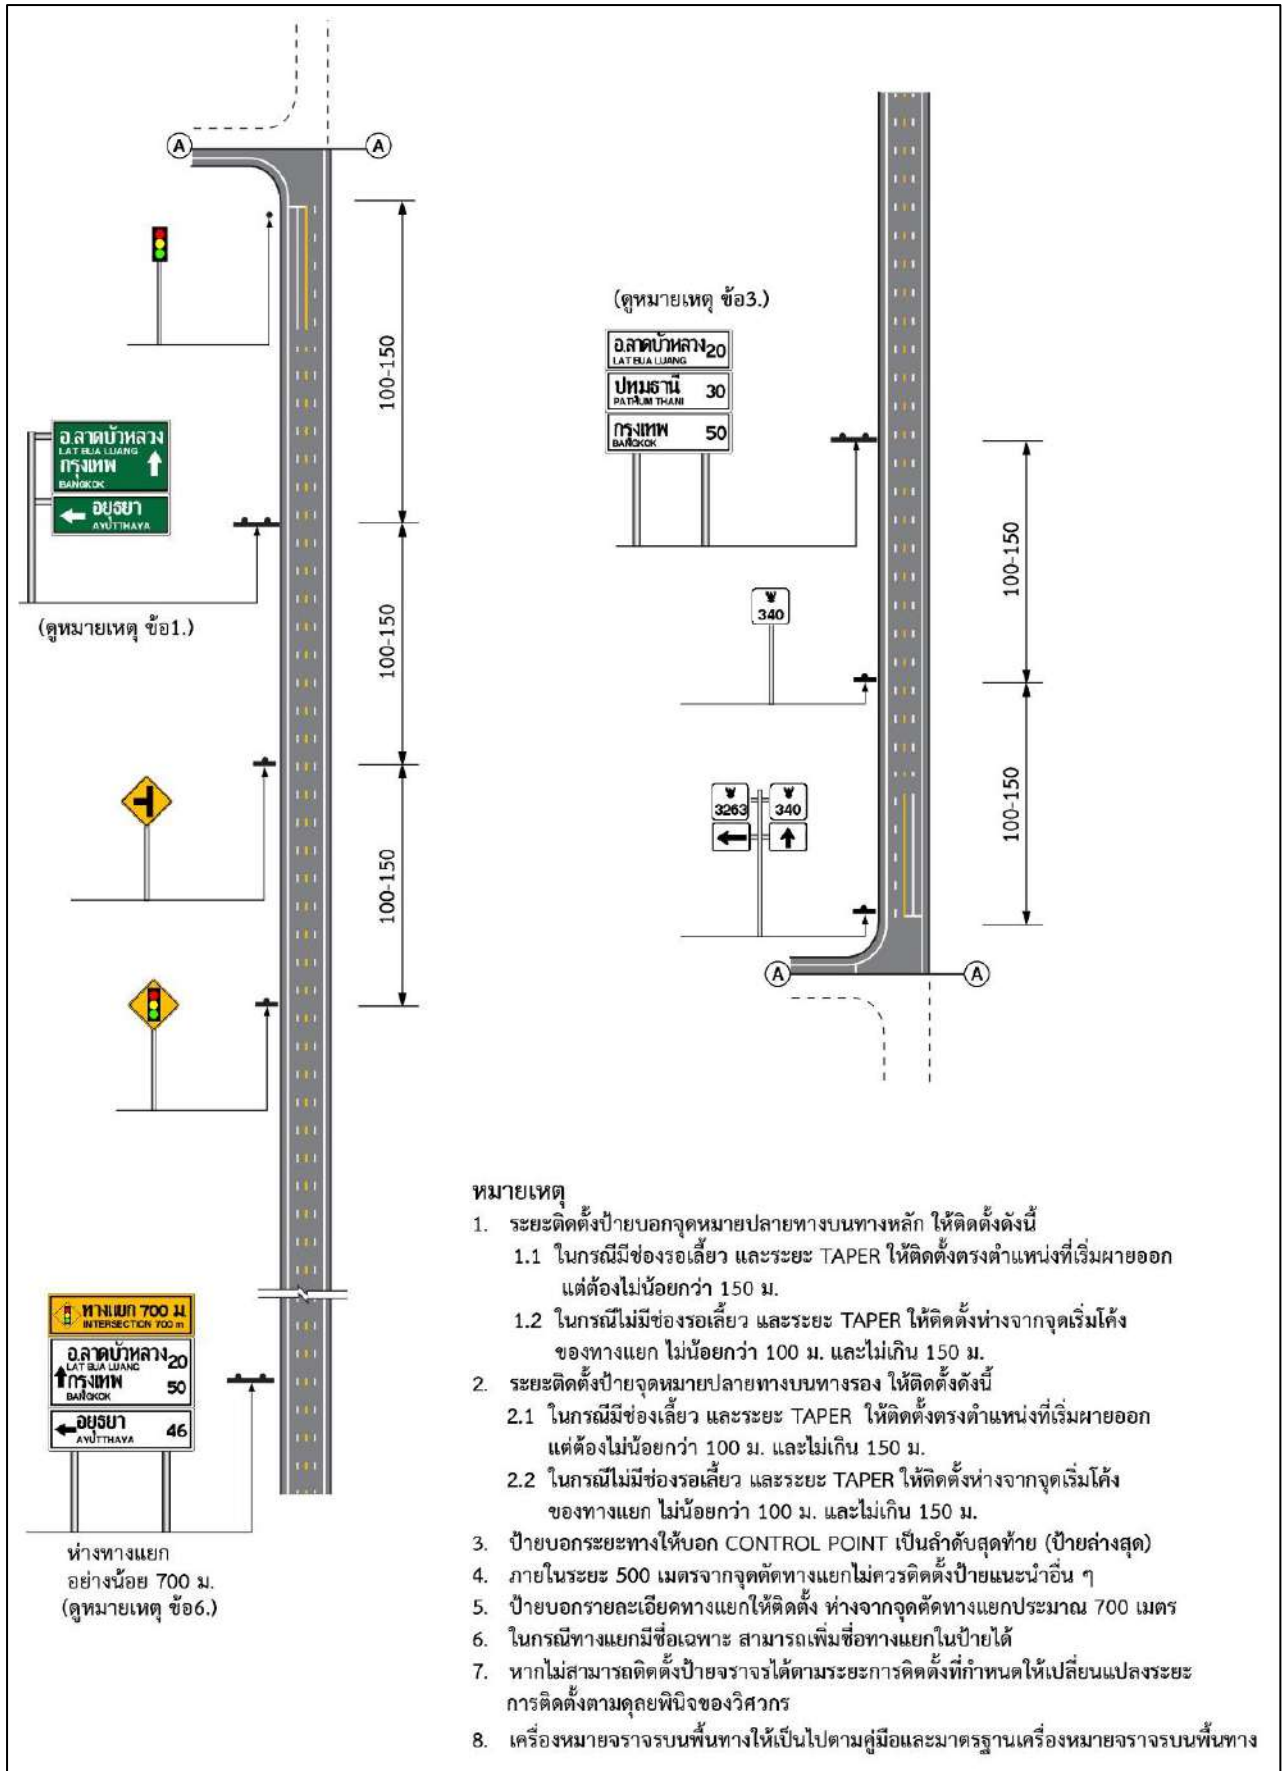 A
A
100-150
อ.ลาดบัวหลวง
LAT BUA LUANG
กรุงเทพ
BANGKOK
อยุธยา
AYUTTHAYA
(ดูหมายเหตุ ข้อ1.)
100-150
100-150
ทางแยก 700 ม.
INTERSECTION 700 m
อ.ลาดบัวหลวง 20
LAT BUA LUANG
กรุงเทพ 50
BANGKOK
อยุธยา 46
AYUTTHAYA
ห่างทางแยก
อย่างน้อย 700 ม.
(ดูหมายเหตุ ข้อ6.)
(ดูหมายเหตุ ข้อ3.)
อ.ลาดบัวหลวง 20
LAT BUA LUANG
ปทุมธานี 30
PATHUM THANI
กรุงเทพ 50
BANGKOK
100-150
340
100-150
3263 340
A
A
หมายเหตุ
1. ระยะติดตั้งป้ายบอกจุดหมายปลายทางบนทางหลัก ให้ติดตั้งดังนี้
1.1 ในกรณีมีช่องรอเลี้ยว และระยะ TAPER ให้ติดตั้งตรงตำแหน่งที่เริ่มผายออก
แต่ต้องไม่น้อยกว่า 150 ม.
1.2 ในกรณีไม่มีช่องรอเลี้ยว และระยะ TAPER ให้ติดตั้งห่างจากจุดเริ่มโค้ง
ของทางแยก ไม่น้อยกว่า 100 ม. และไม่เกิน 150 ม.
2. ระยะติดตั้งป้ายจุดหมายปลายทางบนทางรอง ให้ติดตั้งดังนี้
2.1 ในกรณีมีช่องเลี้ยว และระยะ TAPER ให้ติดตั้งตรงตำแหน่งที่เริ่มผายออก
แต่ต้องไม่น้อยกว่า 100 ม. และไม่เกิน 150 ม.
2.2 ในกรณีไม่มีช่องรอเลี้ยว และระยะ TAPER ให้ติดตั้งห่างจากจุดเริ่มโค้ง
ของทางแยก ไม่น้อยกว่า 100 ม. และไม่เกิน 150 ม.
3. ป้ายบอกระยะทางให้บอก CONTROL POINT เป็นลำดับสุดท้าย (ป้ายล่างสุด)
4. ภายในระยะ 500 เมตรจากจุดตัดทางแยกไม่ควรติดตั้งป้ายแนะนำอื่น ๆ
5. ป้ายบอกรายละเอียดทางแยกให้ติดตั้ง ห่างจากจุดตัดทางแยกประมาณ 700 เมตร
6. ในกรณีทางแยกมีชื่อเฉพาะ สามารถเพิ่มชื่อทางแยกในป้ายได้
7. หากไม่สามารถติดตั้งป้ายจราจรได้ตามระยะการติดตั้งที่กำหนดให้เปลี่ยนแปลงระยะ
การติดตั้งตามดุลยพินิจของวิศวกร
8. เครื่องหมายจราจรบนพื้นทางให้เป็นไปตามคู่มือและมาตรฐานเครื่องหมายจราจรบนพื้นทาง